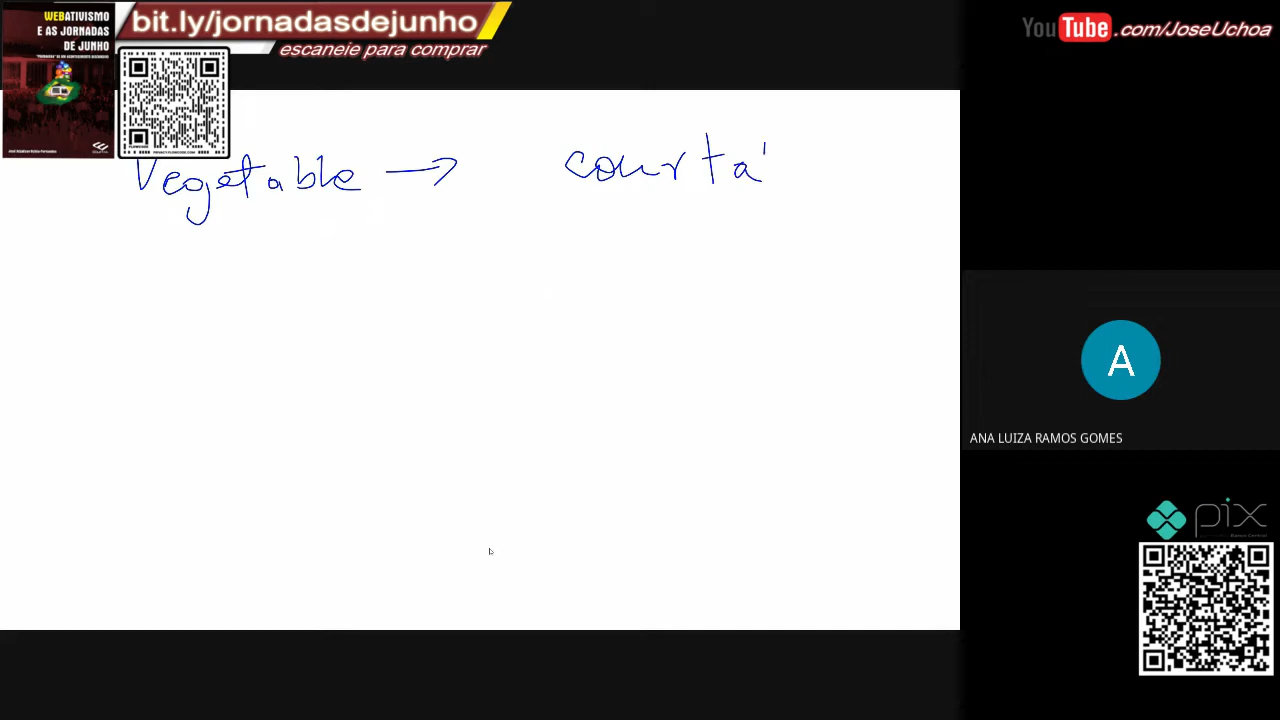 WEBATIVISMO
E AS JORNADAS
DE JUNHO
bit.ly/jornadasdejunho
escaneie para comprar
YouTube.com/JoseUchoa
Vegetable → courta'
A
ANA LUIZA RAMOS GOMES
pix